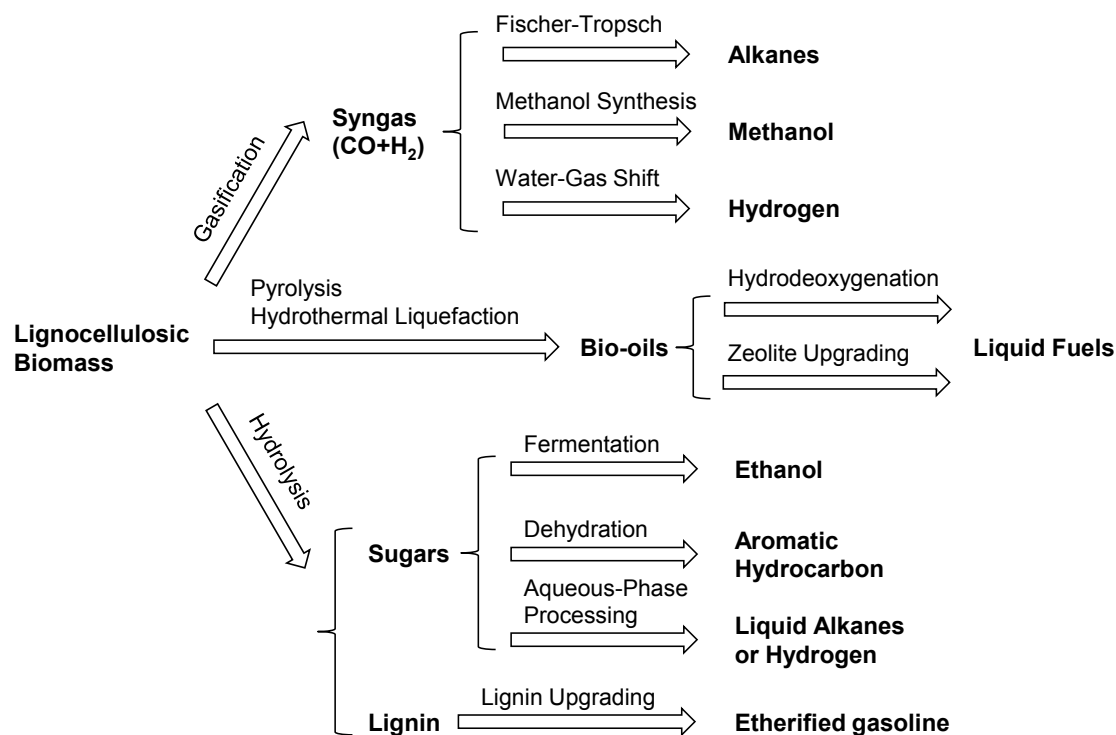 Fischer-Tropsch
Alkanes
Methanol Synthesis
Syngas
(CO+H₂)
Methanol
Water-Gas Shift
Hydrogen
Gasification
Pyrolysis
Hydrothermal Liquefaction
Hydrodeoxygenation
Lignocellulosic
Biomass
Bio-oils
Zeolite Upgrading
Liquid Fuels
Hydrolysis
Fermentation
Ethanol
Sugars
Dehydration
Aromatic
Hydrocarbon
Aqueous-Phase
Processing
Liquid Alkanes
or Hydrogen
Lignin
Lignin Upgrading
Etherified gasoline